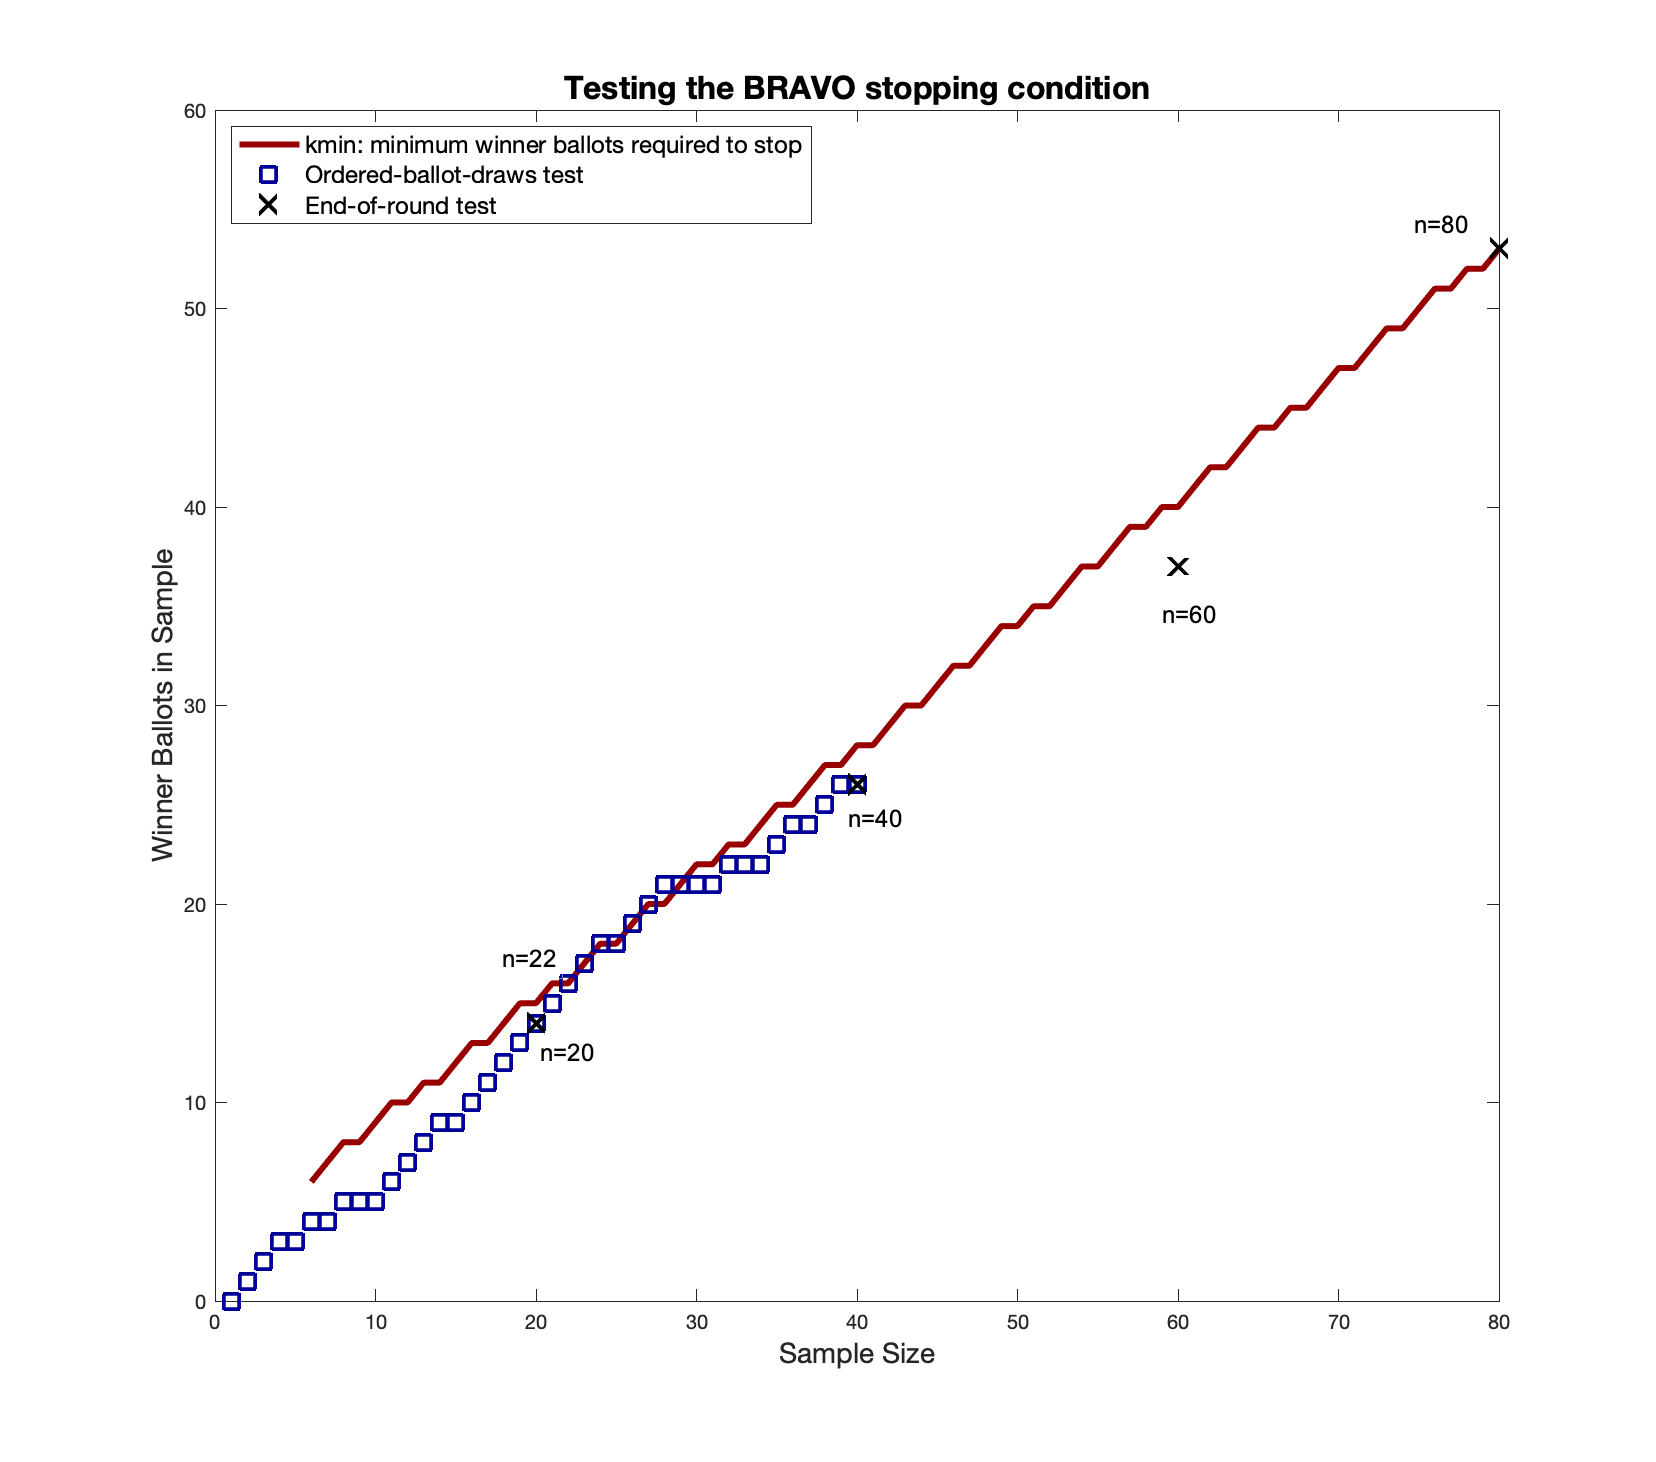 Testing the BRAVO stopping condition
kmin: minimum winner ballots required to stop
Ordered-ballot-draws test
End-of-round test
60
50
40
30
20
10
0
Winner Ballots in Sample
n=80
n=60
n=40
n=22
n=20
0 10 20 30 40 50 60 70 80
Sample Size